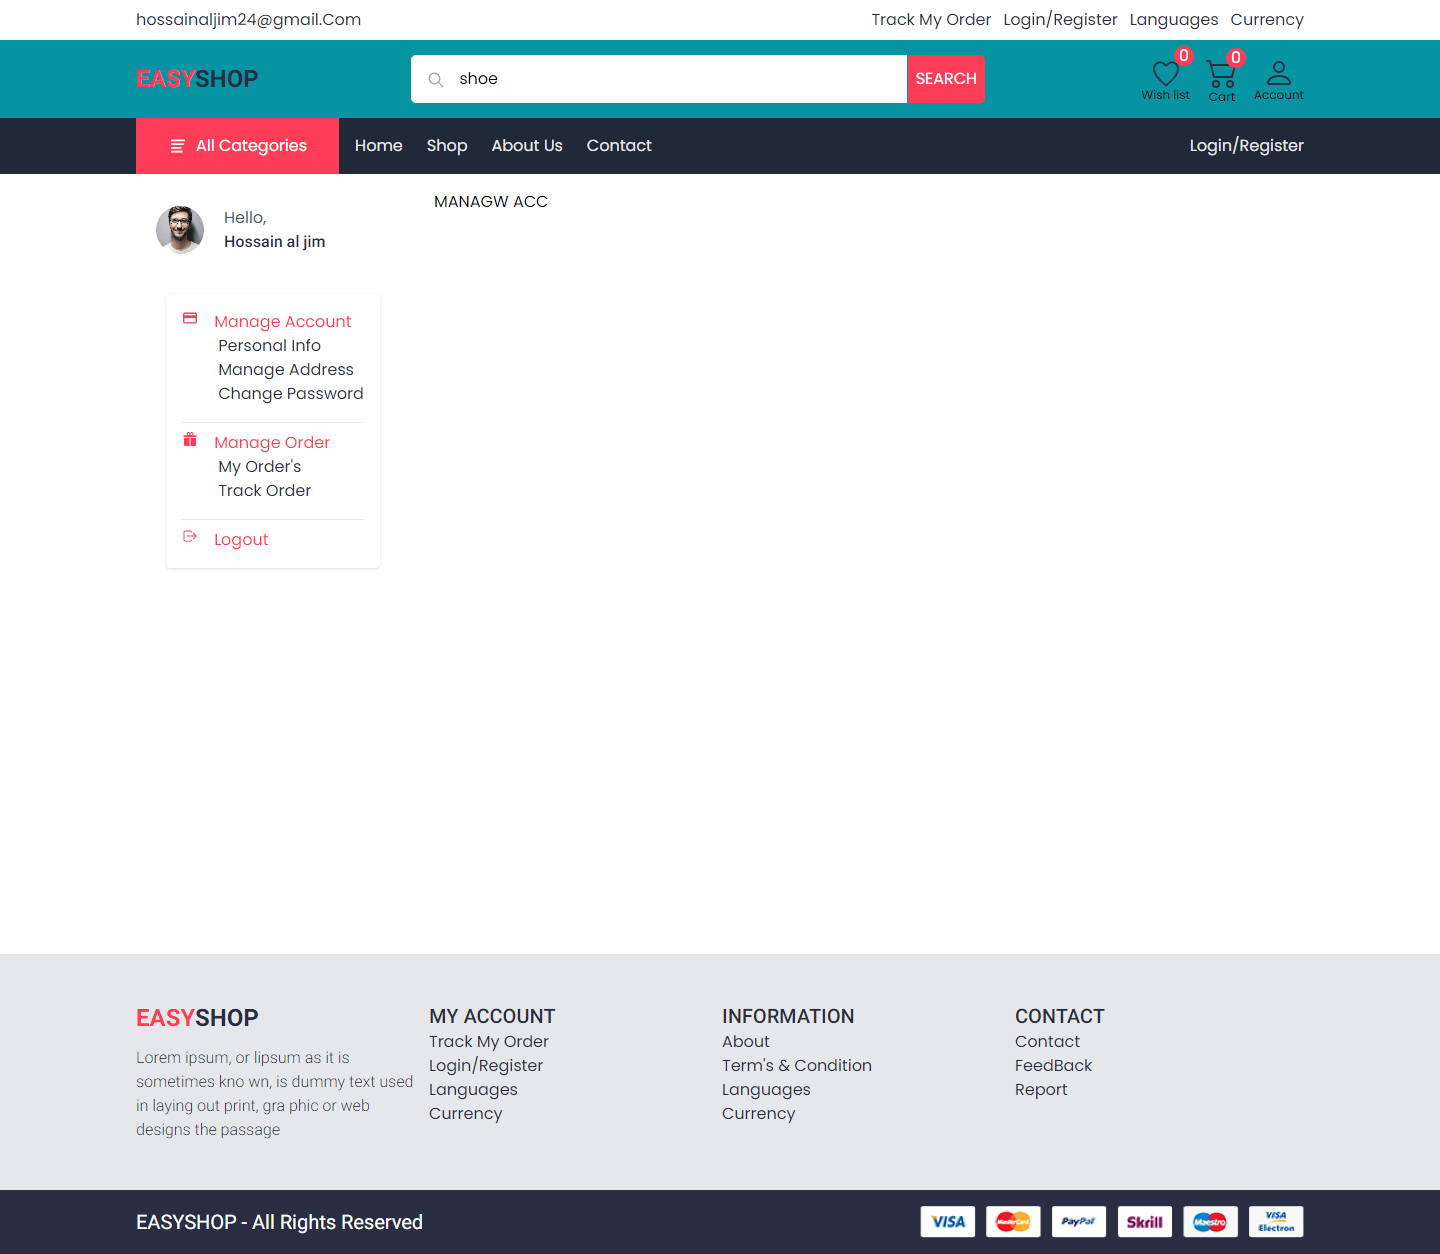 hossainaljim24@gmail.Com
Track My Order Login/Register Languages Currency
EASYSHOP
shoe
SEARCH
0
Wish list
0
Cart
Account
All Categories
Home Shop About Us Contact
Login/Register
Hello,
Hossain al jim
MANAGW ACC
Manage Account
Personal Info
Manage Address
Change Password
Manage Order
My Order's
Track Order
Logout
EASYSHOP
Lorem ipsum, or lipsum as it is
sometimes kno wn, is dummy text used
in laying out print, gra phic or web
designs the passage
MY ACCOUNT
Track My Order
Login/Register
Languages
Currency
INFORMATION
About
Term's & Condition
Languages
Currency
CONTACT
Contact
FeedBack
Report
EASYSHOP - All Rights Reserved
VISA
MasterCard
PayPal
Skrill
Maestro
VISA
Electron